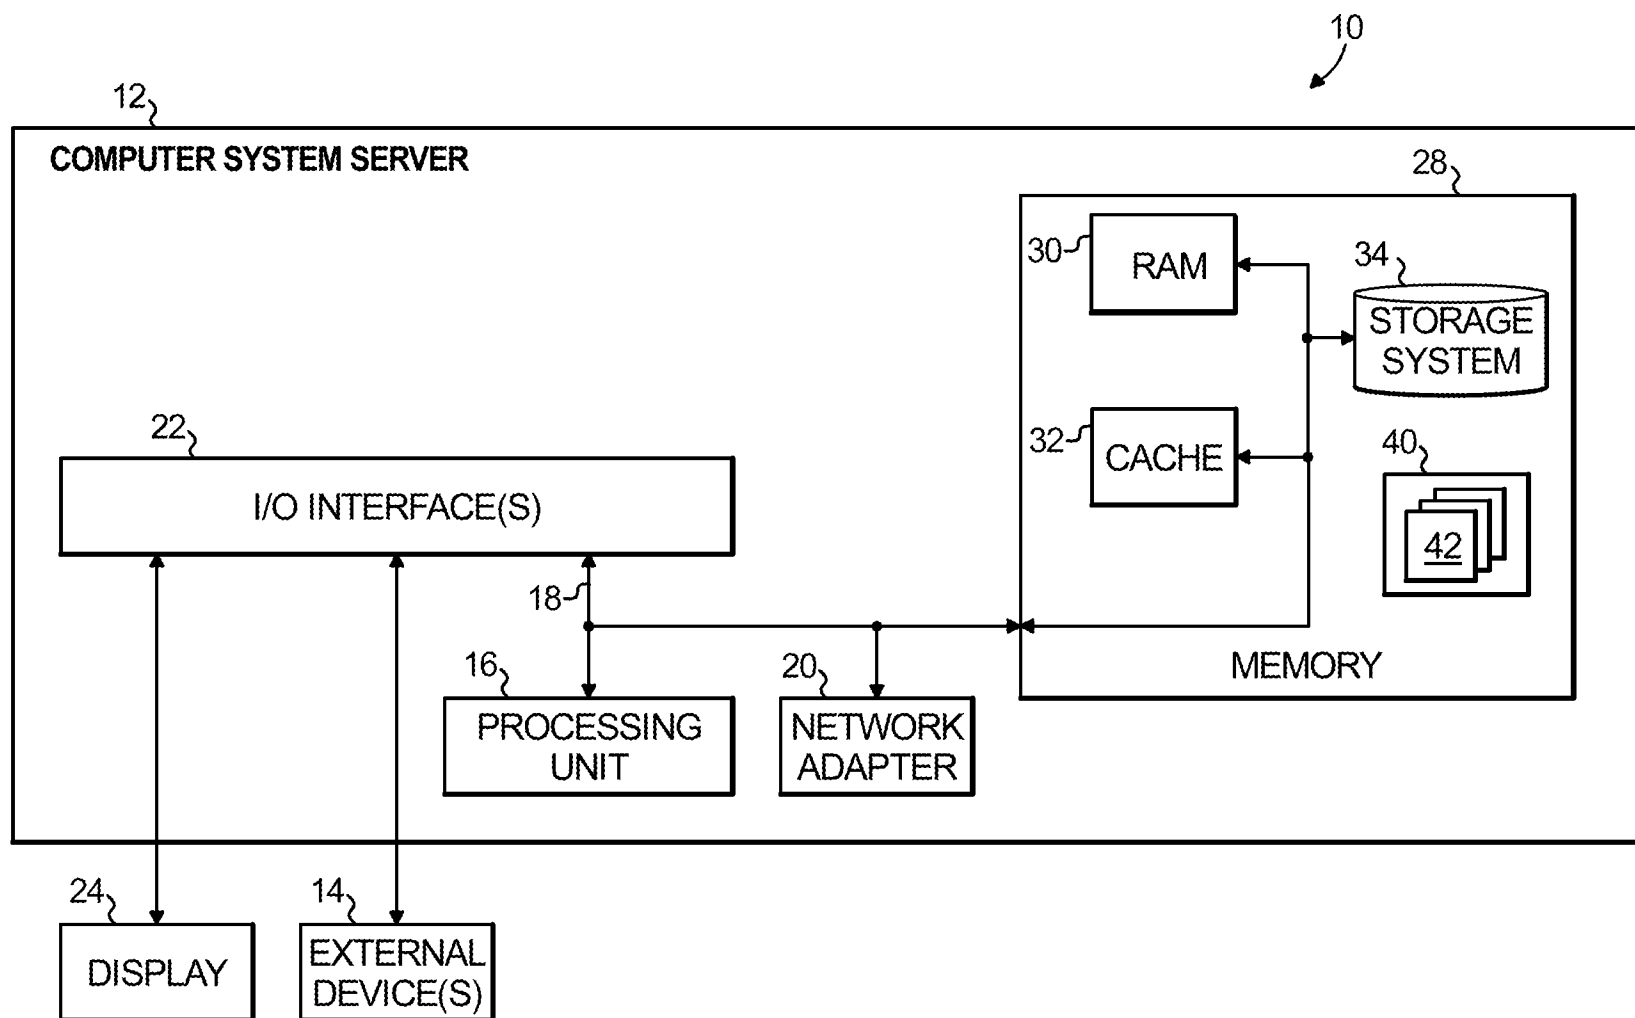 10
12
COMPUTER SYSTEM SERVER
28
30
RAM
34
STORAGE
SYSTEM
32
CACHE
40
42
22
I/O INTERFACE(S)
18
MEMORY
16
PROCESSING
UNIT
20
NETWORK
ADAPTER
24
DISPLAY
14
EXTERNAL
DEVICE(S)